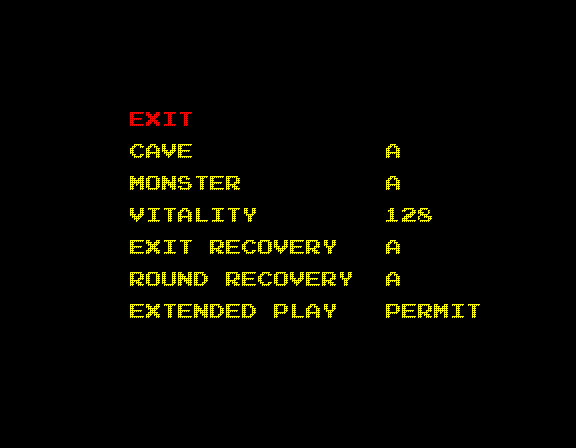 EXIT
CAVE A
MONSTER A
VITALITY 128
EXIT RECOVERY A
ROUND RECOVERY A
EXTENDED PLAY PERMIT